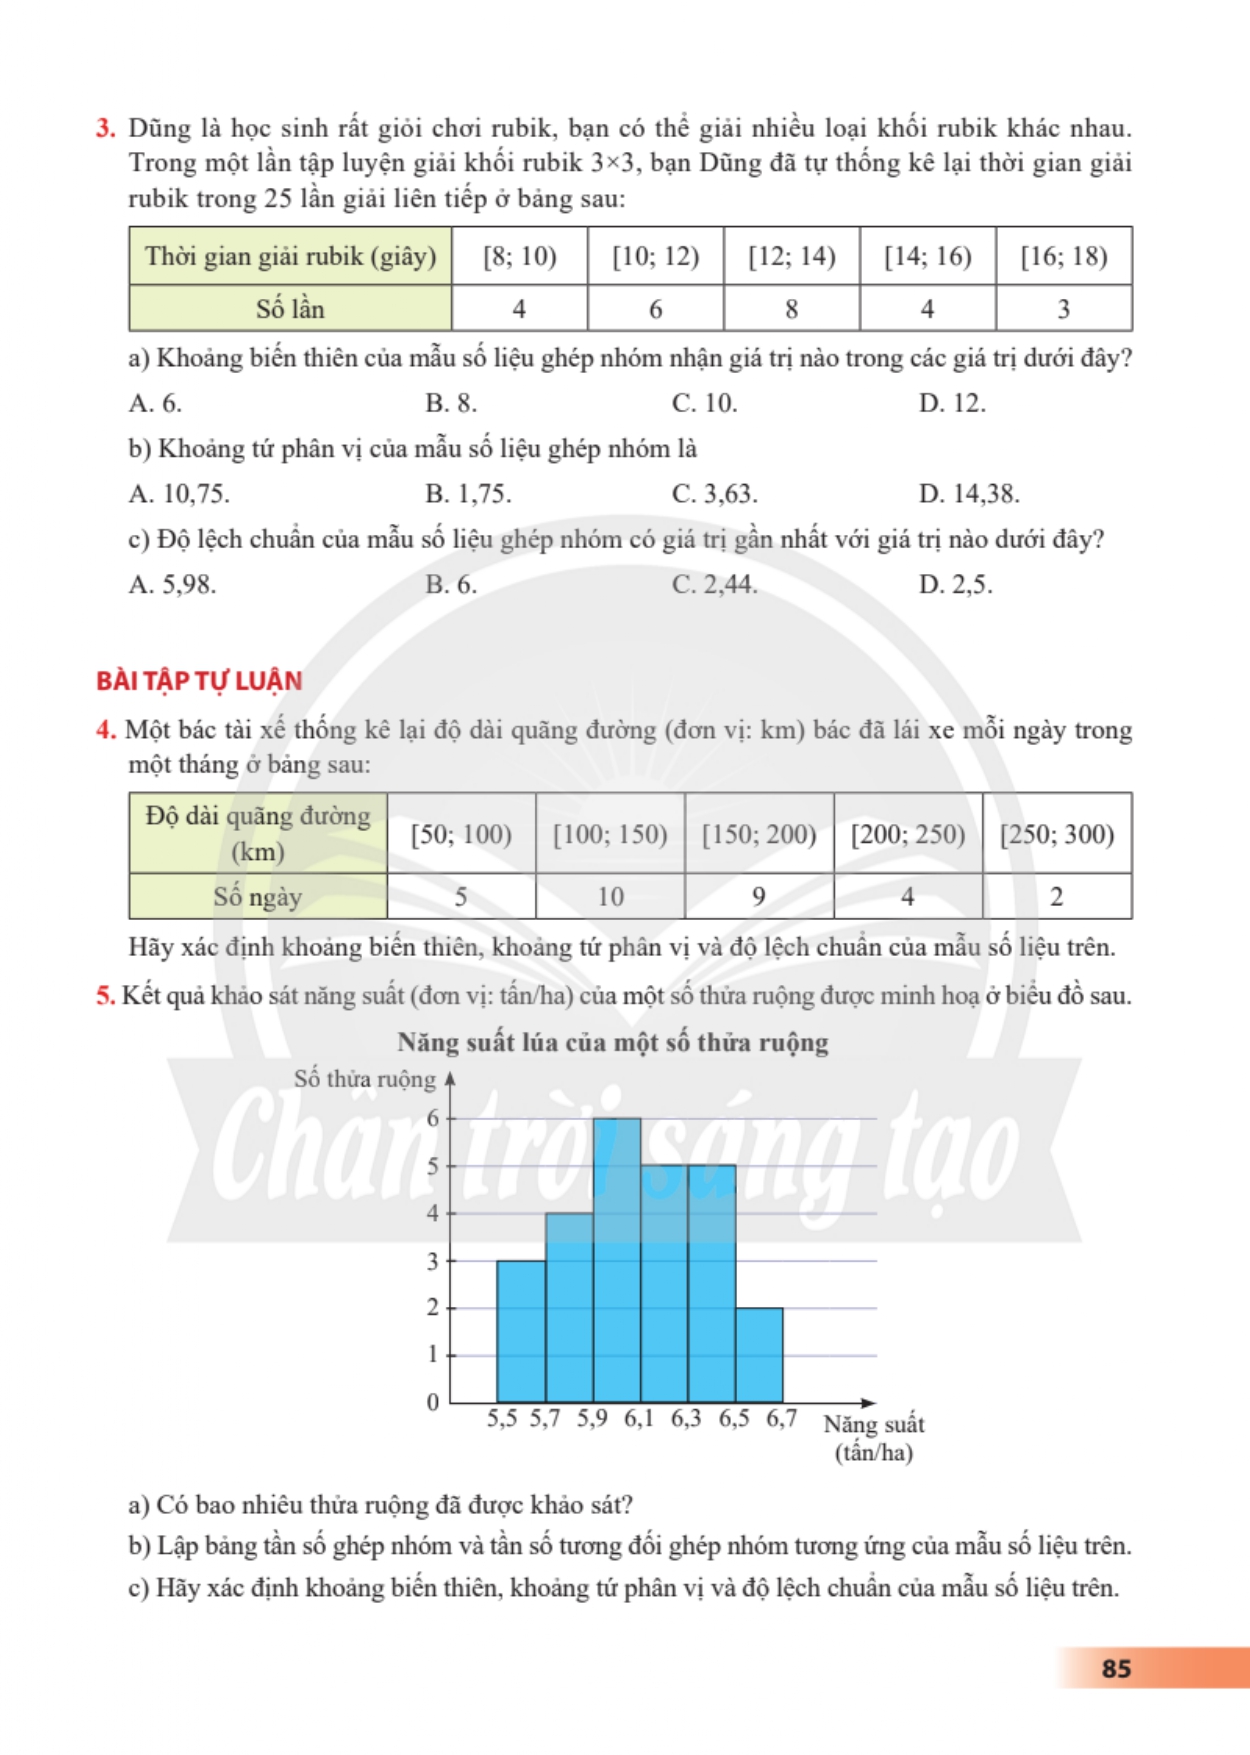 3. Dũng là học sinh rất giỏi chơi rubik, bạn có thể giải nhiều loại khối rubik khác nhau.
Trong một lần tập luyện giải khối rubik 3×3, bạn Dũng đã tự thống kê lại thời gian giải
rubik trong 25 lần giải liên tiếp ở bảng sau:
Thời gian giải rubik (giây) [8; 10) [10; 12) [12; 14) [14; 16) [16; 18)
Số lần 4 6 8 4 3
a) Khoảng biến thiên của mẫu số liệu ghép nhóm nhận giá trị nào trong các giá trị dưới đây?
A. 6. B. 8. C. 10. D. 12.
b) Khoảng tứ phân vị của mẫu số liệu ghép nhóm là
A. 10,75. B. 1,75. C. 3,63. D. 14,38.
c) Độ lệch chuẩn của mẫu số liệu ghép nhóm có giá trị gần nhất với giá trị nào dưới đây?
A. 5,98. B. 6. C. 2,44. D. 2,5.
BÀI TẬP TỰ LUẬN
4. Một bác tài xế thống kê lại độ dài quãng đường (đơn vị: km) bác đã lái xe mỗi ngày trong
một tháng ở bảng sau:
Độ dài quãng đường
(km) [50; 100) [100; 150) [150; 200) [200; 250) [250; 300)
Số ngày 5 10 9 4 2
Hãy xác định khoảng biến thiên, khoảng tứ phân vị và độ lệch chuẩn của mẫu số liệu trên.
5. Kết quả khảo sát năng suất (đơn vị: tấn/ha) của một số thửa ruộng được minh hoạ ở biểu đồ sau.
Năng suất lúa của một số thửa ruộng
Số thửa ruộng
6
Chân trời sáng tạo
5
4
3
2
1
0
5,5 5,7 5,9 6,1 6,3 6,5 6,7 Năng suất
(tấn/ha)
a) Có bao nhiêu thửa ruộng đã được khảo sát?
b) Lập bảng tần số ghép nhóm và tần số tương đối ghép nhóm tương ứng của mẫu số liệu trên.
c) Hãy xác định khoảng biến thiên, khoảng tứ phân vị và độ lệch chuẩn của mẫu số liệu trên.
85